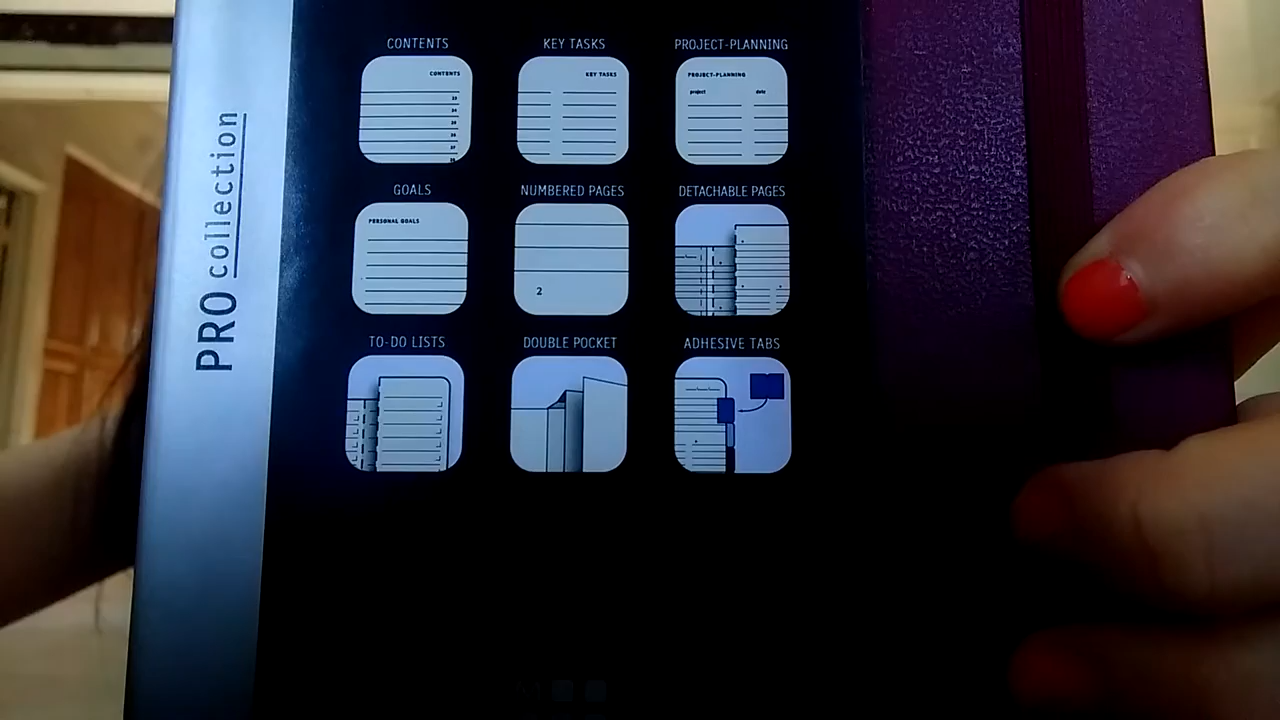 PRO collection
CONTENTS KEY TASKS PROJECT-PLANNING
CONTENTS KEY TASKS PROJECT-PLANNING
project date
GOALS NUMBERED PAGES DETACHABLE PAGES
PERSONAL GOALS
2
TO-DO LISTS DOUBLE POCKET ADHESIVE TABS